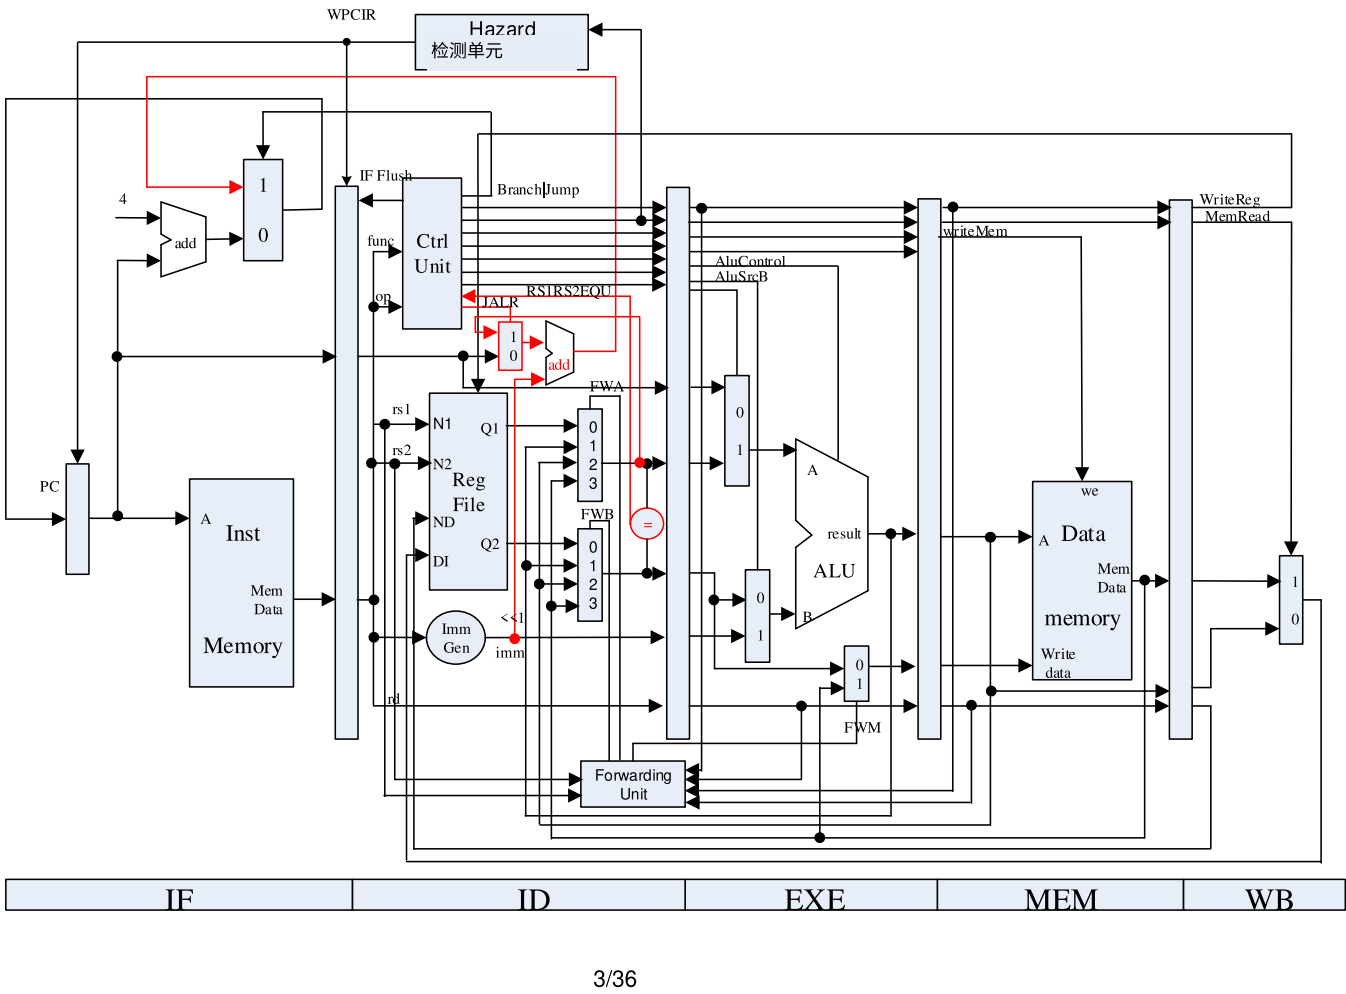 WPCIR
Hazard
检测单元
IF Flush
Branch|Jump
4
add
1
0
func
op
Ctrl
Unit
RS1RS2EQU
JALR
1
0
add
WriteReg
MemRead
writeMem
AluControl
AluSrcB
FWA
rs1
rs2
N1
N2
ND
DI
Q1
Q2
Reg
File
0
1
2
3
FWB
0
1
2
3
=
0
1
A
B
result
ALU
0
1
PC
A
Inst
Mem
Data
Memory
Imm
Gen
<<1
imm
rd
0
1
FWM
we
A
Data
Mem
Data
memory
Write
data
1
0
Forwarding
Unit
IF
ID
EXE
MEM
WB
3/36